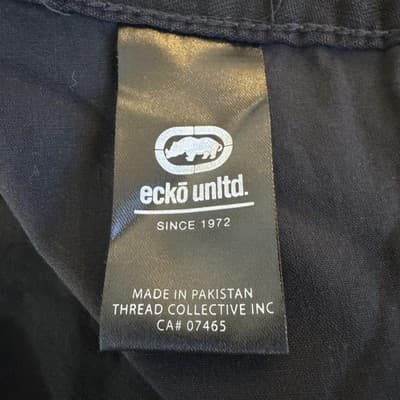 eckō unltd.
SINCE 1972
MADE IN PAKISTAN
THREAD COLLECTIVE INC
CA# 07465